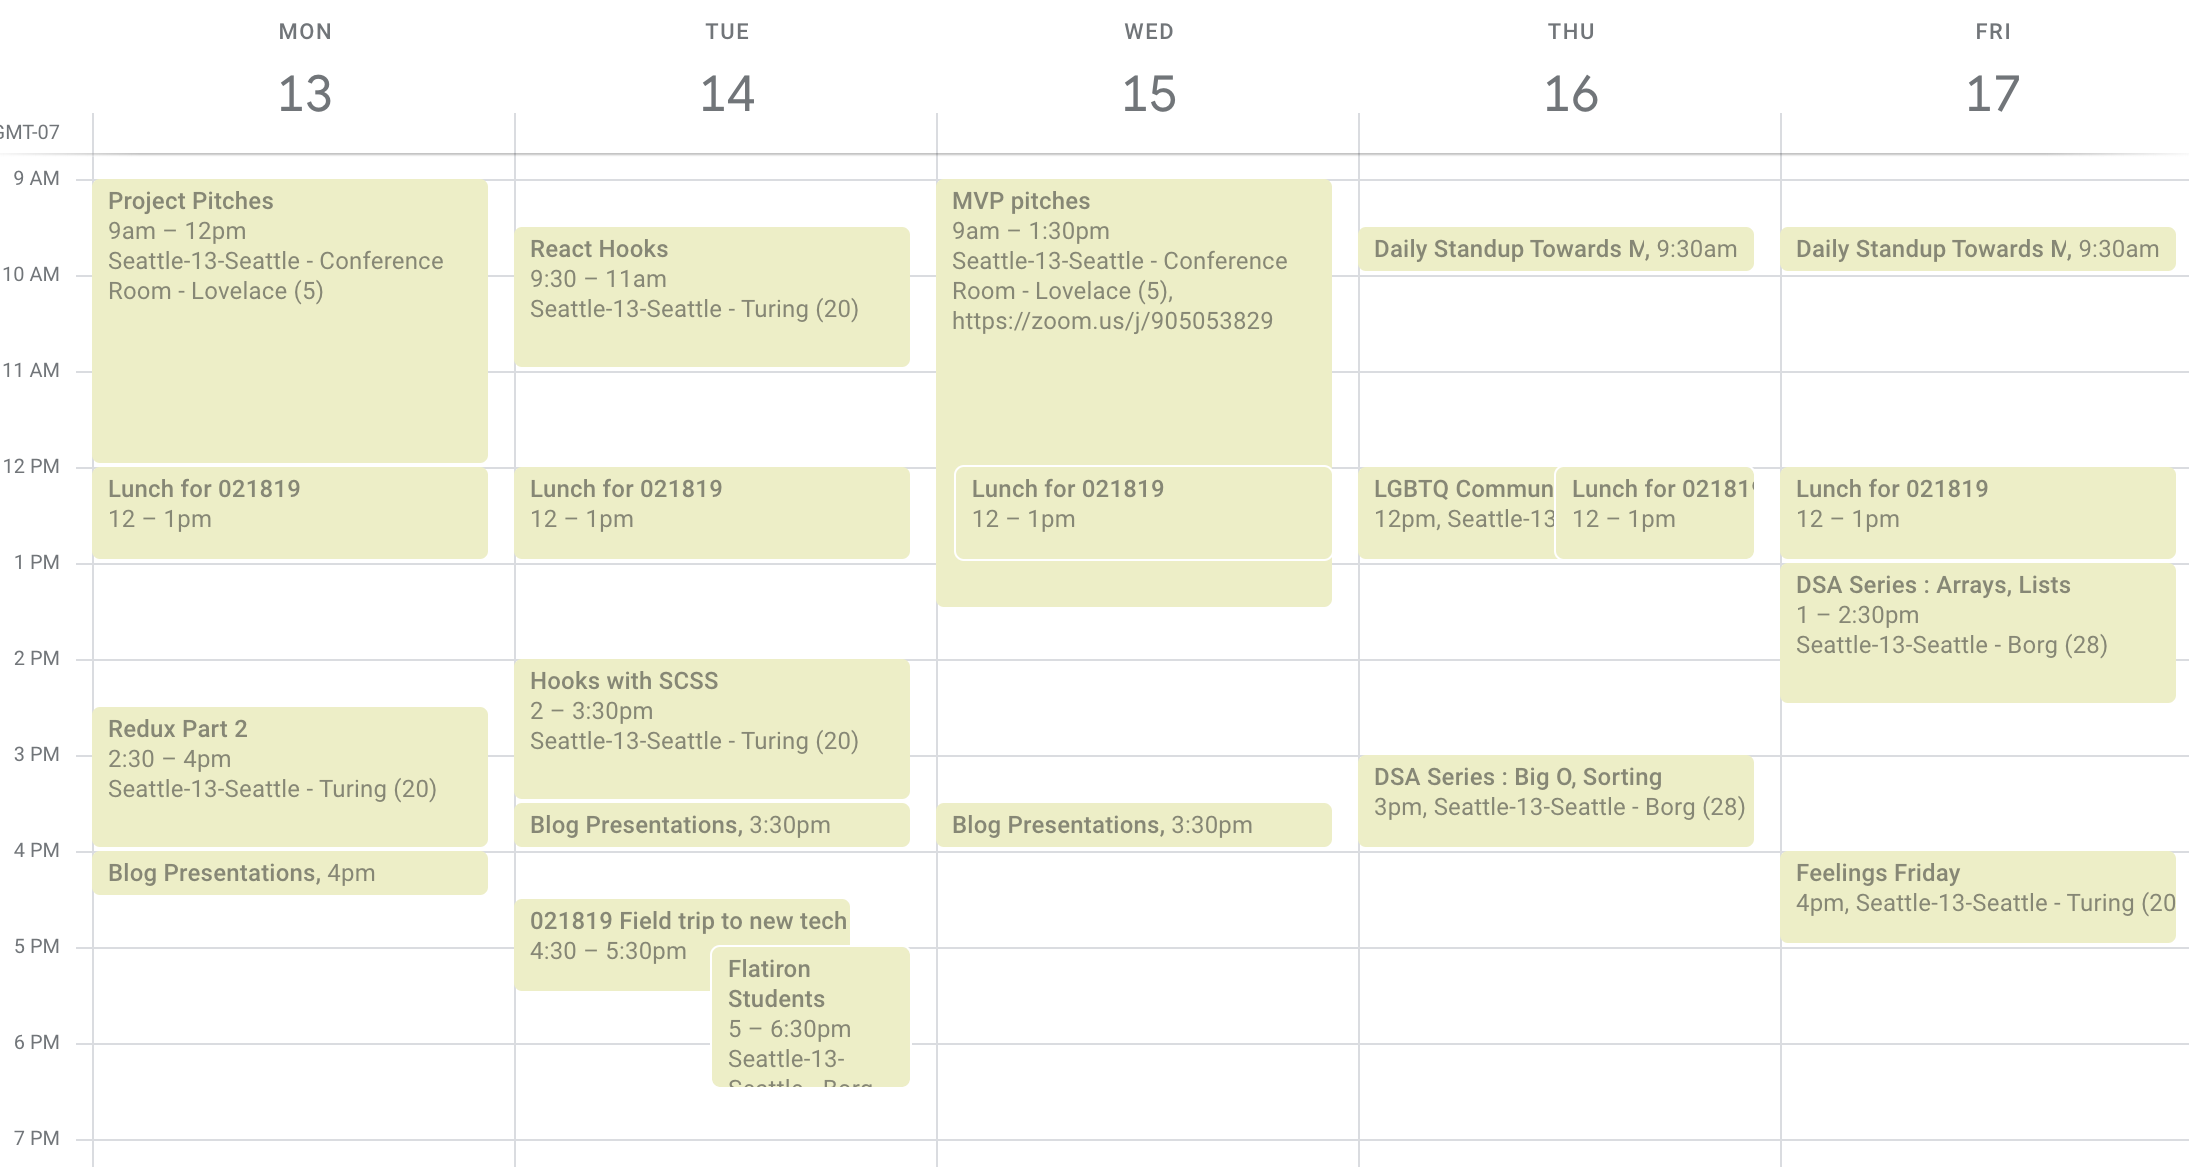 MON
13
TUE
14
WED
15
THU
16
FRI
17
GMT-07
9 AM
10 AM
11 AM
12 PM
1 PM
2 PM
3 PM
4 PM
5 PM
6 PM
7 PM
Project Pitches
9am – 12pm
Seattle-13-Seattle - Conference
Room - Lovelace (5)
Lunch for 021819
12 – 1pm
Redux Part 2
2:30 – 4pm
Seattle-13-Seattle - Turing (20)
Blog Presentations, 4pm
React Hooks
9:30 – 11am
Seattle-13-Seattle - Turing (20)
Lunch for 021819
12 – 1pm
Hooks with SCSS
2 – 3:30pm
Seattle-13-Seattle - Turing (20)
Blog Presentations, 3:30pm
021819 Field trip to new tech
4:30 – 5:30pm
Flatiron
Students
5 – 6:30pm
Seattle-13-
Seattle - Borg
MVP pitches
9am – 1:30pm
Seattle-13-Seattle - Conference
Room - Lovelace (5),
https://zoom.us/j/905053829
Lunch for 021819
12 – 1pm
Blog Presentations, 3:30pm
Daily Standup Towards M, 9:30am
LGBTQ Commun
12pm, Seattle-13
Lunch for 021819
12 – 1pm
DSA Series : Big O, Sorting
3pm, Seattle-13-Seattle - Borg (28)
Daily Standup Towards M, 9:30am
Lunch for 021819
12 – 1pm
DSA Series : Arrays, Lists
1 – 2:30pm
Seattle-13-Seattle - Borg (28)
Feelings Friday
4pm, Seattle-13-Seattle - Turing (20